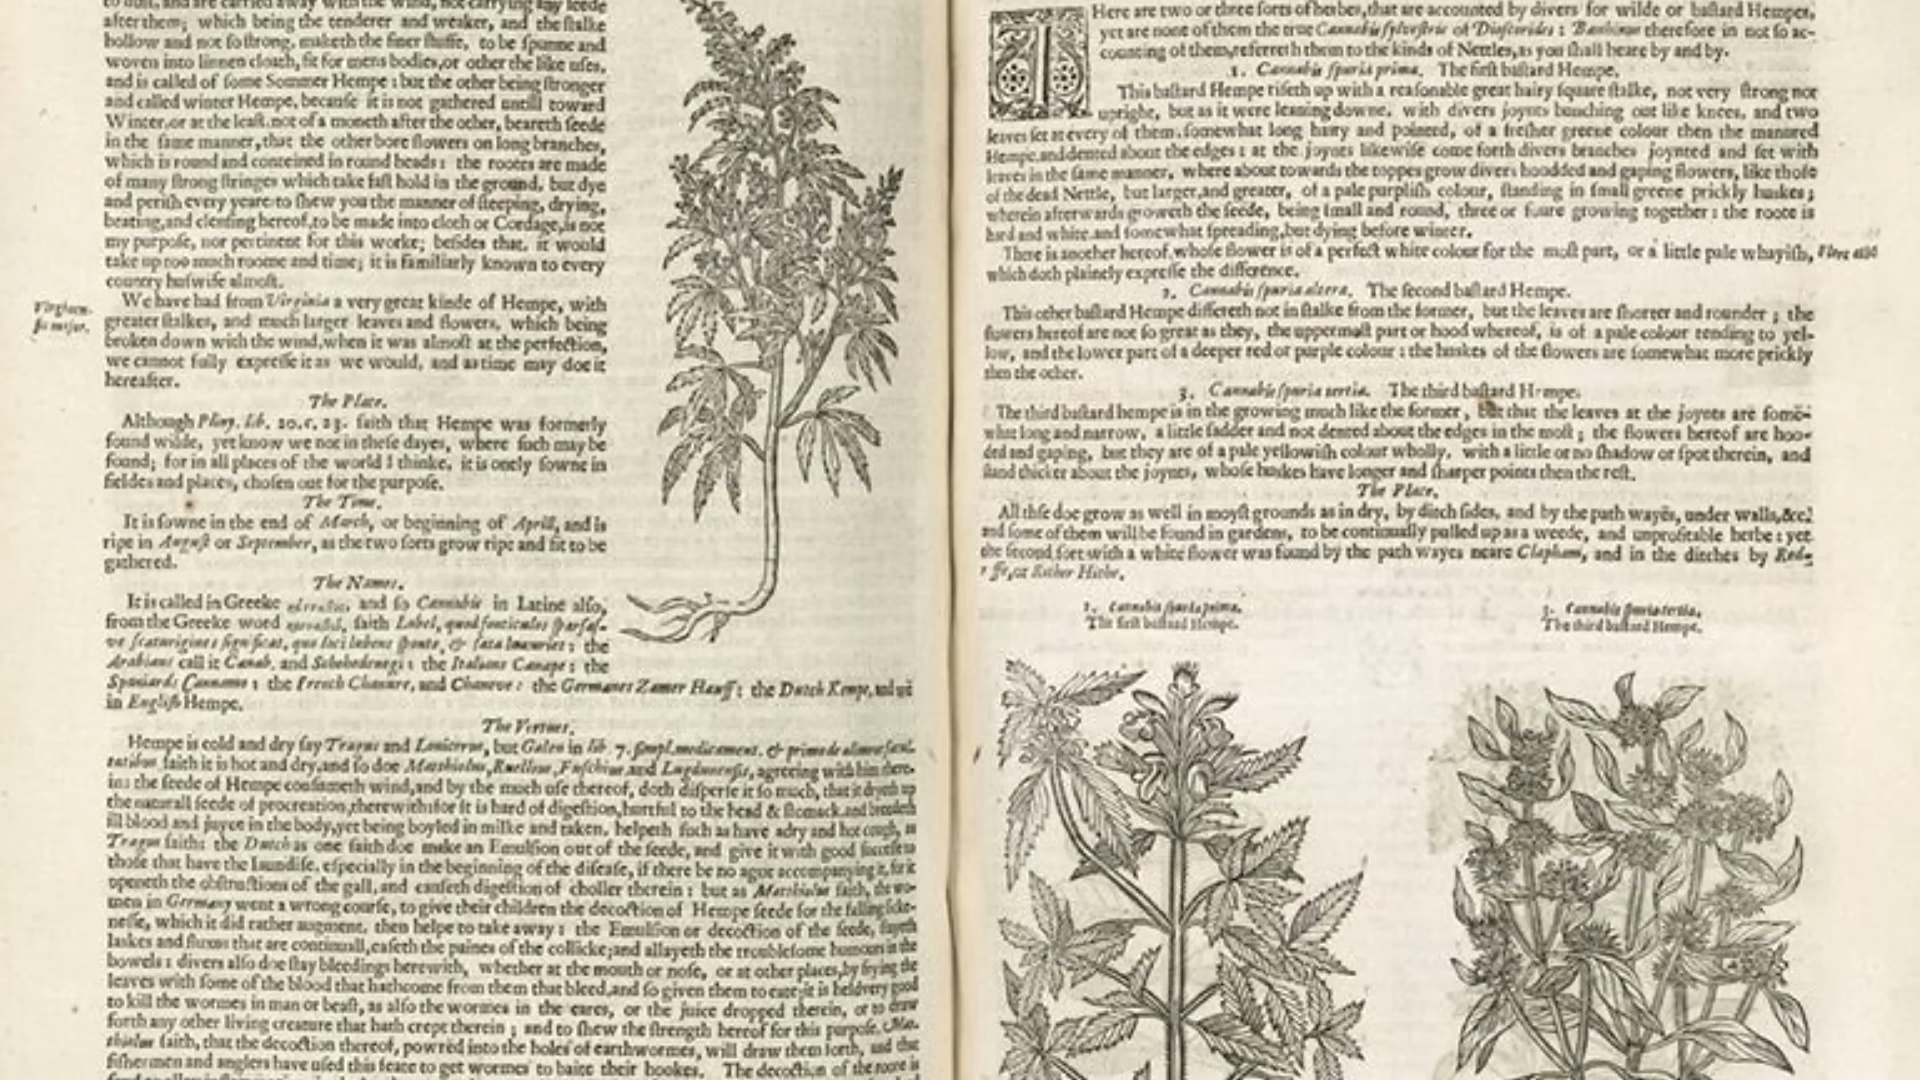 to dust, and are carried away with the wind, not carrying any seede
after them; which being the tenderer and weaker, and the stalke
hollow and not so strong, maketh the finer stuffe, to be spunne and
woven into linnen cloath, fit for mens bodies, or other the like uses,
and is called of some Sommer Hempe: but the other being stronger
and called winter Hempe, because it is not gathered untill toward
Winter, or at the least, not of a moneth after the other, beareth seede
in the same manner, that the other bore flowers on long branches,
which is round and conteined in round heads: the rootes are made
of many strong stringes which take fast hold in the ground, but dye
and perish every yeare: to shew you the manner of steeping, drying,
beating, and clensing hereof, to be made into cloth or Cordage, is not
my purpose, nor pertinent for this worke; besides that, it would
take up too much roome and time; it is familiarly known to every
country huswife almost.
We have had from Virginia a very great kinde of Hempe, with
greater stalkes, and much larger leaves and flowers, which being
broken down with the wind, when it was almost at the perfection,
we cannot fully expresse it as we would, and as time may doe it
hereafter.
The Place.
Although Pliny, lib. 20. c. 23. saith that Hempe was formerly
found wilde, yet know we not in these dayes, where such may be
found; for in all places of the world I thinke, it is onely sowne in
fieldes and places, chosen out for the purpose.
The Time.
It is sowne in the end of March, or beginning of Aprill, and is
ripe in August or September, as the two sorts grow ripe and fit to be
gathered.
The Names.
It is called in Greeke and so Cannabis in Latine also,
from the Greeke word saith Lobel, quod
the
Arabians call it Canab, and the Italians Canape: the
Spaniards the French Chanure, and Chaneve: the Germanes Zamer Hanff: the Dutch Kempe, and we
in English Hempe.
The Vertues.
Hempe is cold and dry say Tragus and Lonicerus, but Galen in lib 7. simpl. medicament. & primo de aliment. facul-
tatibus saith it is hot and dry, and so doe Matthiolus, Ruellius, Fuschius and Lugdunensis, agreeing with him there-
in: the seede of Hempe consumeth wind, and by the much use thereof, doth disperse it so much, that it dryeth up
the naturall seede of procreation, therewith: for it is hard of digestion, hurtful to the head & stomack, and breedeth
ill blood and juyce in the body, yet being boyled in milke and taken, helpeth such as have a dry and hot cough, as
Tragus saith: the Dutch as one saith doe make an Emulsion out of the seede, and give it with good successe to
those that have the Iaundise, especially in the beginning of the disease, if there be no ague accompanying it, for it
openeth the obstructions of the gall, and causeth digestion of choller therein: but as Matthiolus saith, the wo-
men in Germany went a wrong course, to give their children the decoction of Hempe seede for the falling sicke-
nesse, which it did rather augment, then helpe to take away: the Emulsion or decoction of the seede, stayeth
laskes and fluxes that are continuall, easeth the paines of the collicke; and allayeth the troublesome humours in the
bowels: divers also doe stay bleedings herewith, whether at the mouth or nose, or at other places, by frying the
leaves with some of the blood that hath come from them that bleed, and so given them to eate; it is held very good
to kill the wormes in man or beast, as also the wormes in the eares, or the juice dropped therein, or to draw
forth any other living creature that hath crept therein; and to shew the strength hereof for this purpose, Mat-
thiolus saith, that the decoction thereof, powred into the holes of earthwormes, will draw them forth, and that
fishermen and anglers have used this feate to get wormes to baite their hookes. The decoction of the roote is
There are two or three sorts of herbes, that are accounted by divers for wilde or bastard Hempes,
yet are none of them the true Cannabis sylvestris of Dioscorides: Bauhinus therefore in not so ac-
counting of them, referreth them to the kinds of Nettles, as you shall heare by and by.
1. Cannabis spuria prima. The first bastard Hempe.
This bastard Hempe riseth up with a reasonable great hairy square stalke, not very strong nor
upright, but as it were leaning downe, with divers joynts bunching out like knees, and two
leaves set at every of them, somewhat long hairy and pointed, of a fresher greene colour then the manured
Hempe, and dented about the edges: at the joynts likewise come forth divers branches joynted and set with
leaves in the same manner, where about towards the toppes grow divers hoodded and gaping flowers, like those
of the dead Nettle, but larger, and greater, of a pale purplish colour, standing in small greene prickly huskes;
wherein afterwards groweth the seede, being small and round, three or foure growing together: the roote is
hard and white and somewhat spreading, but dying before winter.
There is another hereof, whose flower is of a perfect white colour for the most part, or a little pale whayish, Flore albo
which doth plainely expresse the difference.
2. Cannabis spuria altera. The second bastard Hempe.
This other bastard Hempe differeth not in stalke from the former, but the leaves are shorter and rounder; the
flowers hereof are not so great as they, the uppermost part or hood whereof, is of a pale colour tending to yel-
low, and the lower part of a deeper red or purple colour: the huskes of the flowers are somewhat more prickly
then the other.
3. Cannabis spuria tertia. The third bastard Hempe.
The third bastard hempe is in the growing much like the former, but that the leaves at the joynts are some-
what long and narrow, a little sadder and not dented about the edges in the most; the flowers hereof are hoo-
ded and gaping, but they are of a pale yellowish colour wholly, with a little or no shadow or spot therein, and
stand thicker about the joynts, whose huskes have longer and sharper points then the rest.
The Place.
All thse doe grow as well in moyst grounds as in dry, by ditch sides, and by the path wayes, under walls, &c.
and some of them will be found in gardens, to be continually pulled up as a weede, and unprofitable herbe: yet
the second sort with a white flower was found by the path wayes neare Clapham, and in the ditches by Red-
riffe, or Rither Hithe.
1. Cannabis spuria prima.
The first bastard Hempe.
3. Cannabis spuria tertia.
The third bastard Hempe.